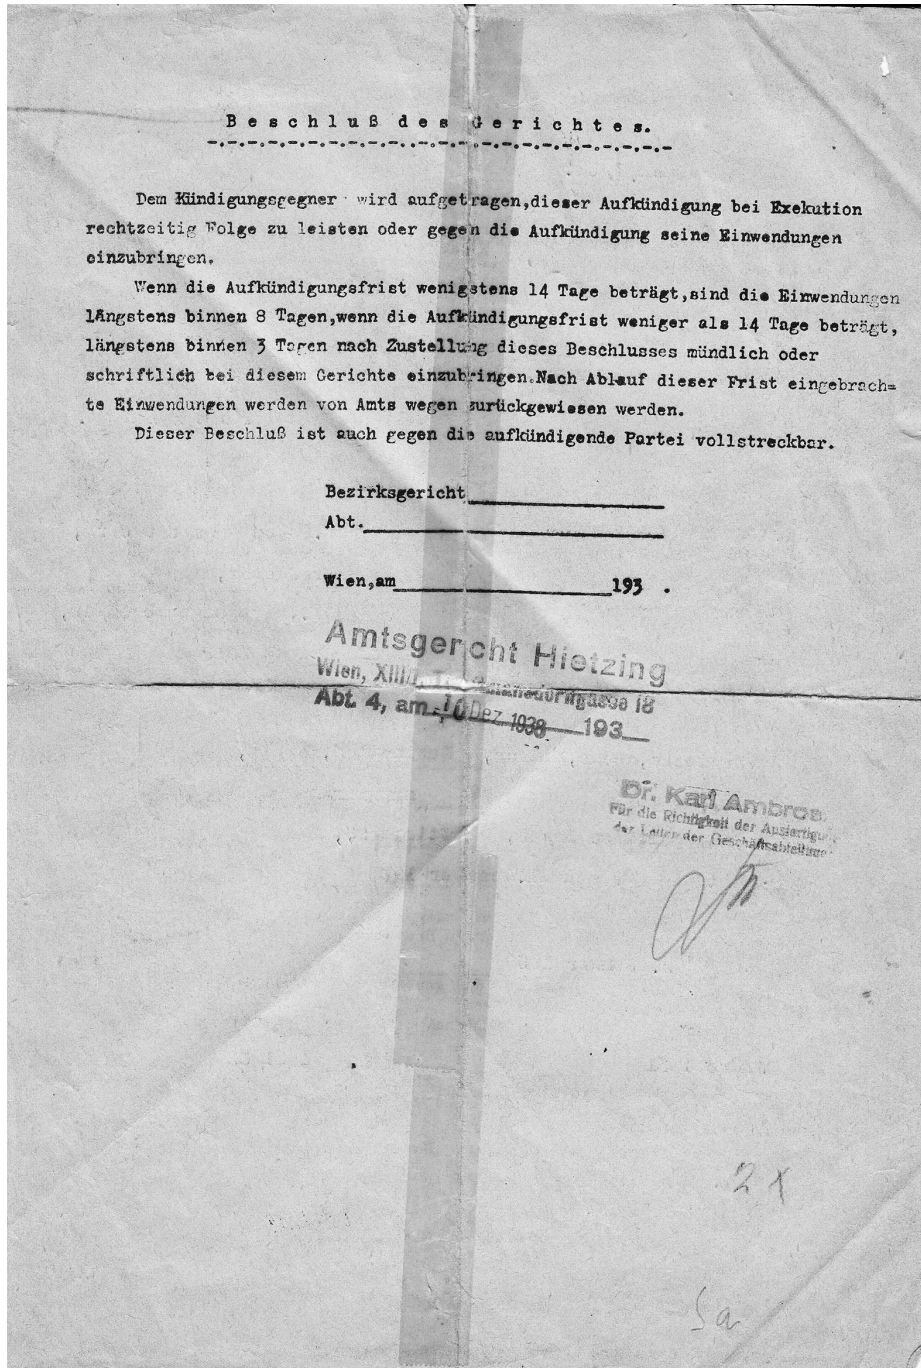 Beschluß des Gerichtes.
Dem Kündigungsgegner wird aufgetragen,dieser Aufkündigung bei Exekution
rechtzeitig Folge zu leisten oder gegen die Aufkündigung seine Einwendungen
einzubringen.
Wenn die Aufkündigungsfrist wenigstens 14 Tage beträgt,sind die Einwendungen
längstens binnen 8 Tagen,wenn die Aufkündigungsfrist weniger als 14 Tage beträgt,
längstens binnen 3 Tagen nach Zustellung dieses Beschlusses mündlich oder
schriftlich bei diesem Gerichte einzubringen.Nach Ablauf dieser Frist eingebrach=
te Einwendungen werden von Amts wegen zurückgewiesen werden.
Dieser Beschluß ist auch gegen die aufkündigende Partei vollstreckbar.
Bezirksgericht
Abt.
Wien,am 193 .
Amtsgericht Hietzing
Wien, 18
Abt. 4, am 10 Dez 1938 193
Dr. Karl Ambros
Für die Richtigkeit der Ausfertigung
der Leiter der Geschäftsabteilung
2 x
Sa